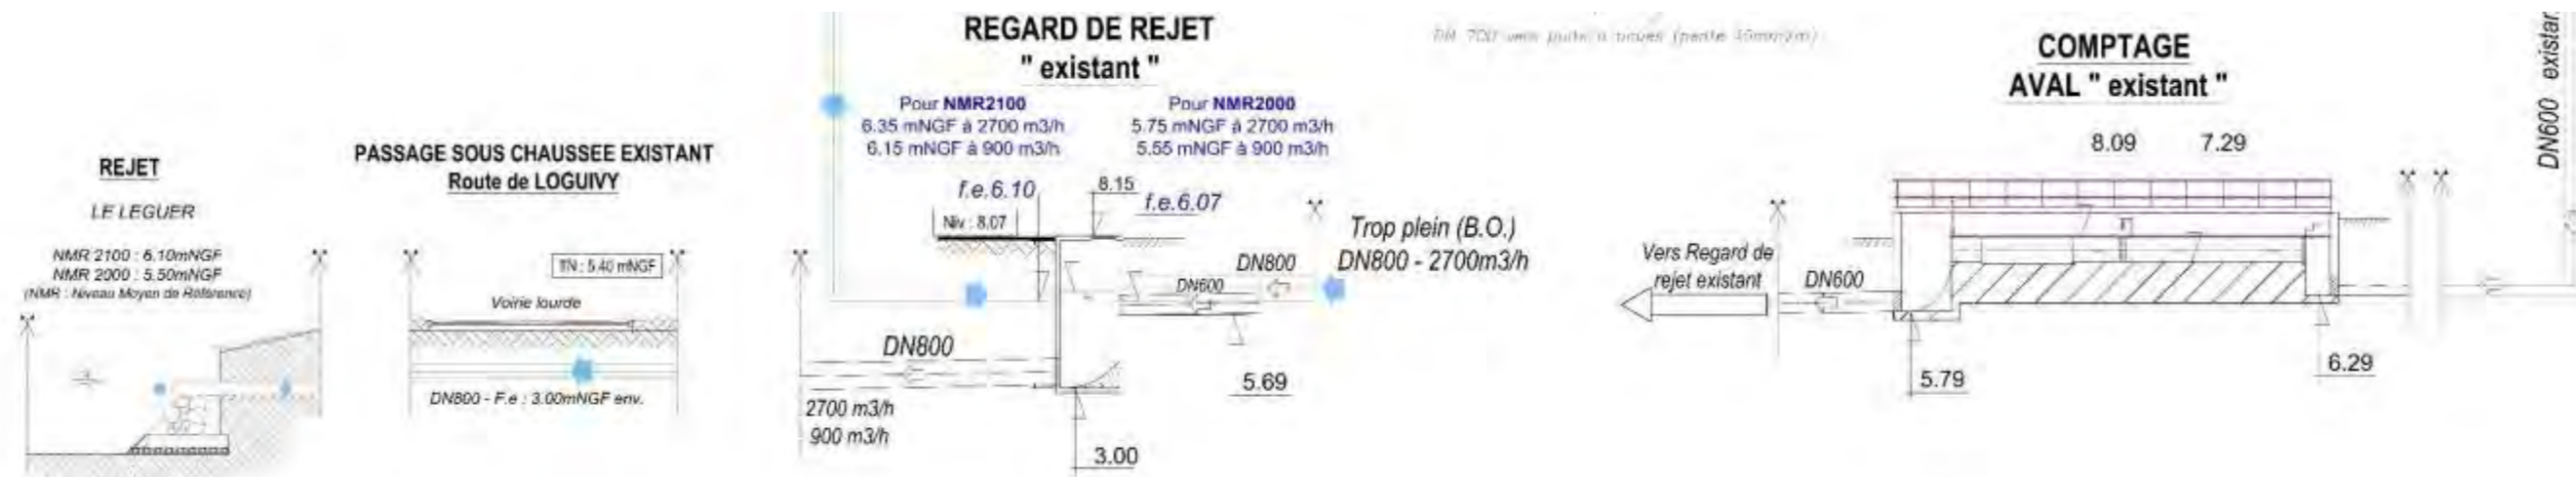 REJET
LE LEGUER
NMR 2100 : 6.10mNGF
NMR 2000 : 5.50mNGF
(NMR : Niveau Moyen de Référence)
PASSAGE SOUS CHAUSSEE EXISTANT
Route de LOGUIVY
TN : 5.40 mNGF
Voirie lourde
DN800 - F.e : 3.00mNGF env.
REGARD DE REJET
" existant "
Pour NMR2100
6.35 mNGF à 2700 m3/h
6.15 mNGF à 900 m3/h
Pour NMR2000
5.75 mNGF à 2700 m3/h
5.55 mNGF à 900 m3/h
f.e.6.10
8.15
f.e.6.07
Niv : 8.07
DN800
DN600
Trop plein (B.O.)
DN800 - 2700m3/h
DN800
2700 m3/h
900 m3/h
5.69
3.00
DN 700 vers
COMPTAGE
AVAL " existant "
8.09
7.29
Vers Regard de
rejet existant
DN600
5.79
6.29
DN600